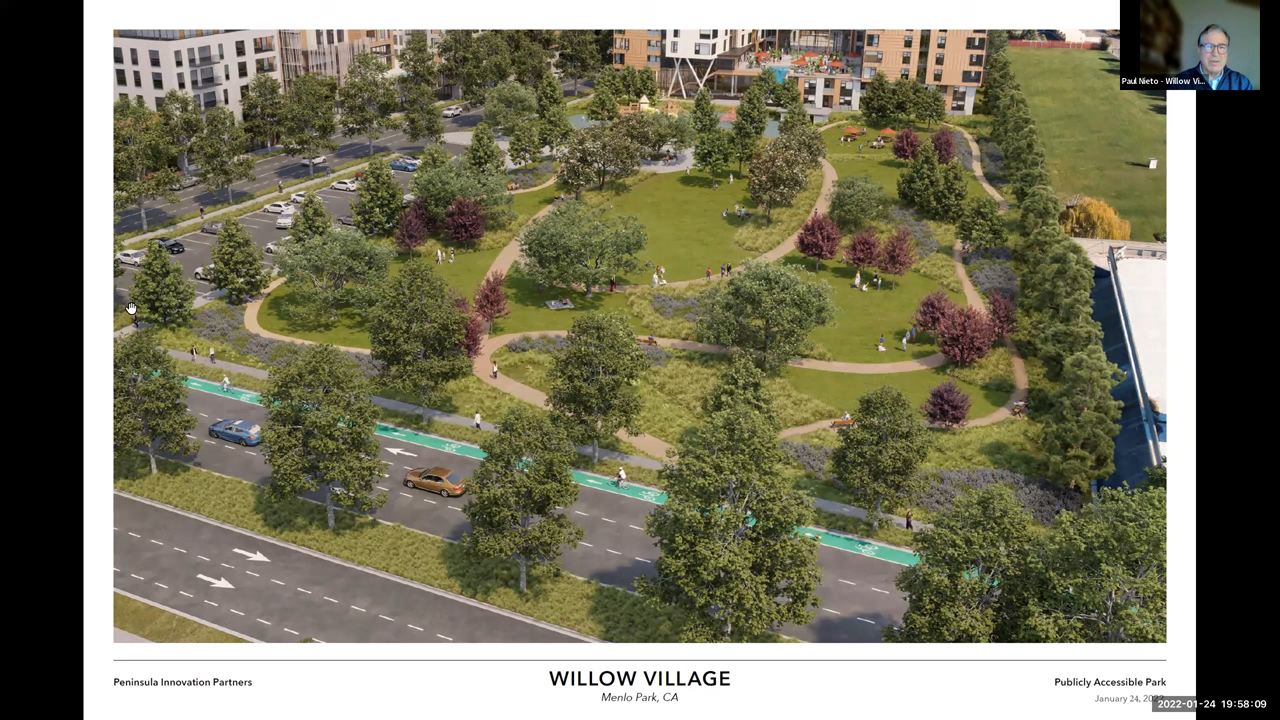 Paul Nieto - Willow Vi...
Peninsula Innovation Partners
WILLOW VILLAGE
Menlo Park, CA
Publicly Accessible Park
January 24, 2022
2022-01-24 19:58:09